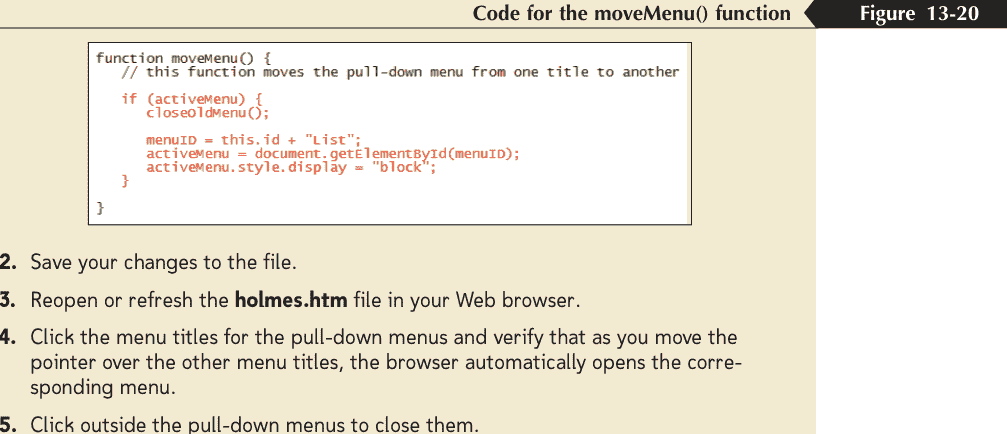 Code for the moveMenu() function Figure 13-20
function moveMenu() {
// this function moves the pull-down menu from one title to another
if (activeMenu) {
closeOldMenu();
menuID = this.id + "List";
activeMenu = document.getElementById(menuID);
activeMenu.style.display = "block";
}
}
2. Save your changes to the file.
3. Reopen or refresh the holmes.htm file in your Web browser.
4. Click the menu titles for the pull-down menus and verify that as you move the
pointer over the other menu titles, the browser automatically opens the corre-
sponding menu.
5. Click outside the pull-down menus to close them.